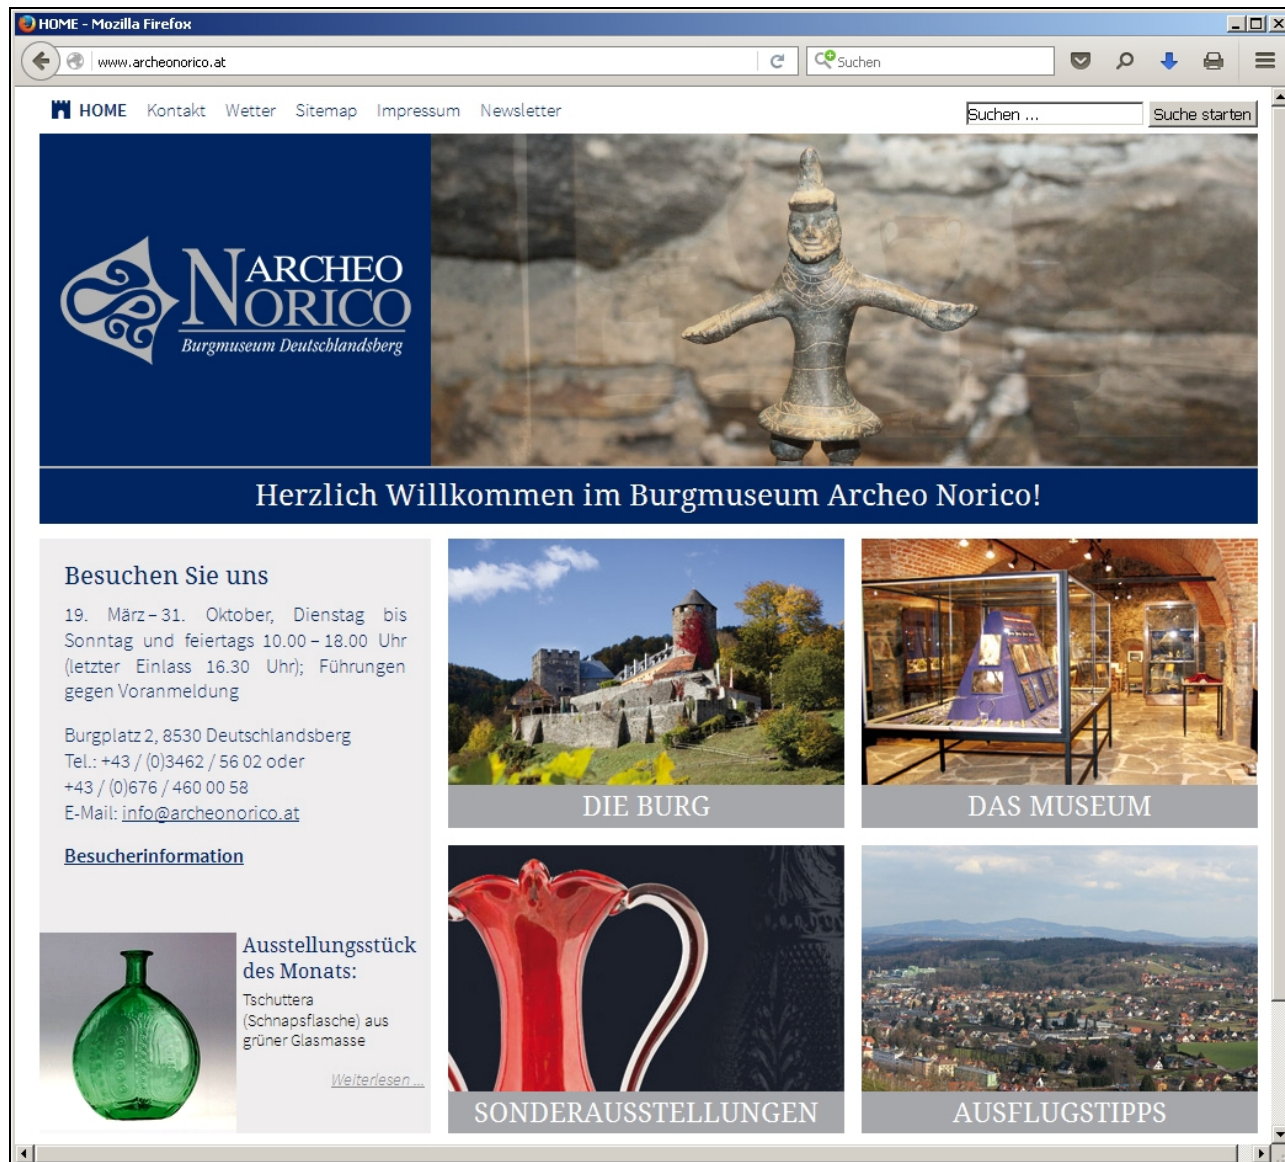 HOME - Mozilla Firefox
www.archeonorico.at
Suchen
HOME Kontakt Wetter Sitemap Impressum Newsletter
Suchen ...
Suche starten
ARCHEO
NORICO
Burgmuseum Deutschlandsberg
Herzlich Willkommen im Burgmuseum Archeo Norico!
Besuchen Sie uns
19. März – 31. Oktober, Dienstag bis
Sonntag und feiertags 10.00 – 18.00 Uhr
(letzter Einlass 16.30 Uhr); Führungen
gegen Voranmeldung
Burgplatz 2, 8530 Deutschlandsberg
Tel.: +43 / (0)3462 / 56 02 oder
+43 / (0)676 / 460 00 58
E-Mail: info@archeonorico.at
Besucherinformation
Ausstellungsstück
des Monats:
Tschuttera
(Schnapsflasche) aus
grüner Glasmasse
Weiterlesen ...
DIE BURG
DAS MUSEUM
SONDERAUSSTELLUNGEN
AUSFLUGSTIPPS